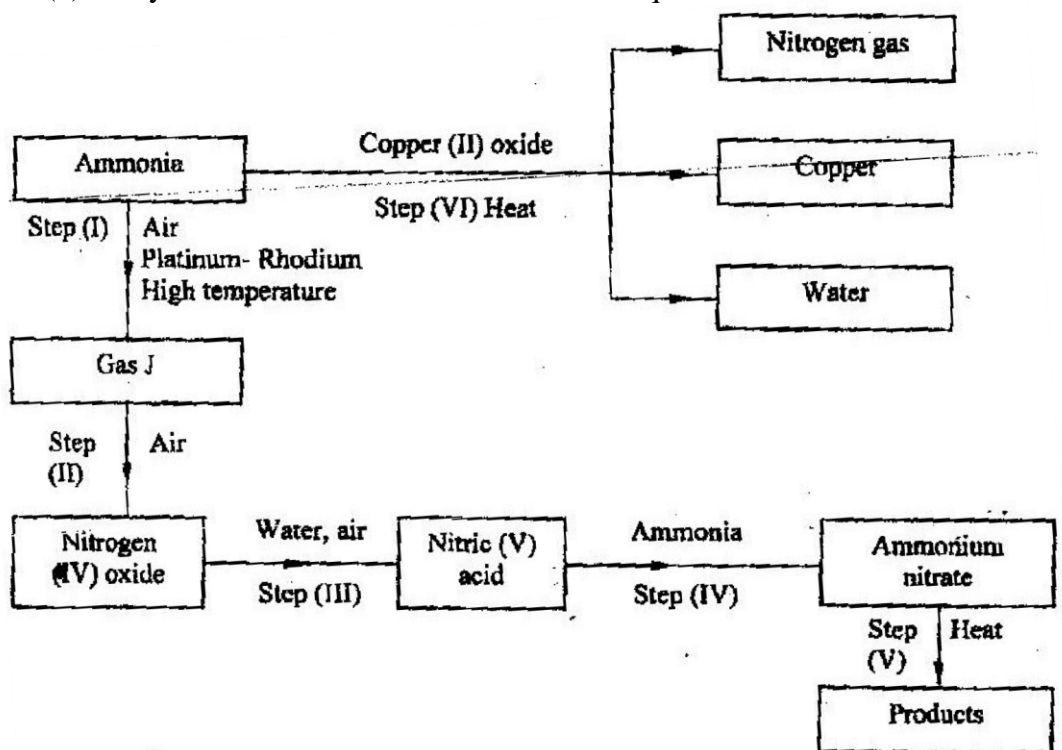 Nitrogen gas
Copper (II) oxide
Ammonia
Copper
Step (VI) Heat
Step (I) Air
Platinum- Rhodium
High temperature
Water
Gas J
Step (II) Air
Nitrogen (IV) oxide
Water, air
Step (III)
Nitric (V) acid
Ammonia
Step (IV)
Ammonium nitrate
Step (V) Heat
Products